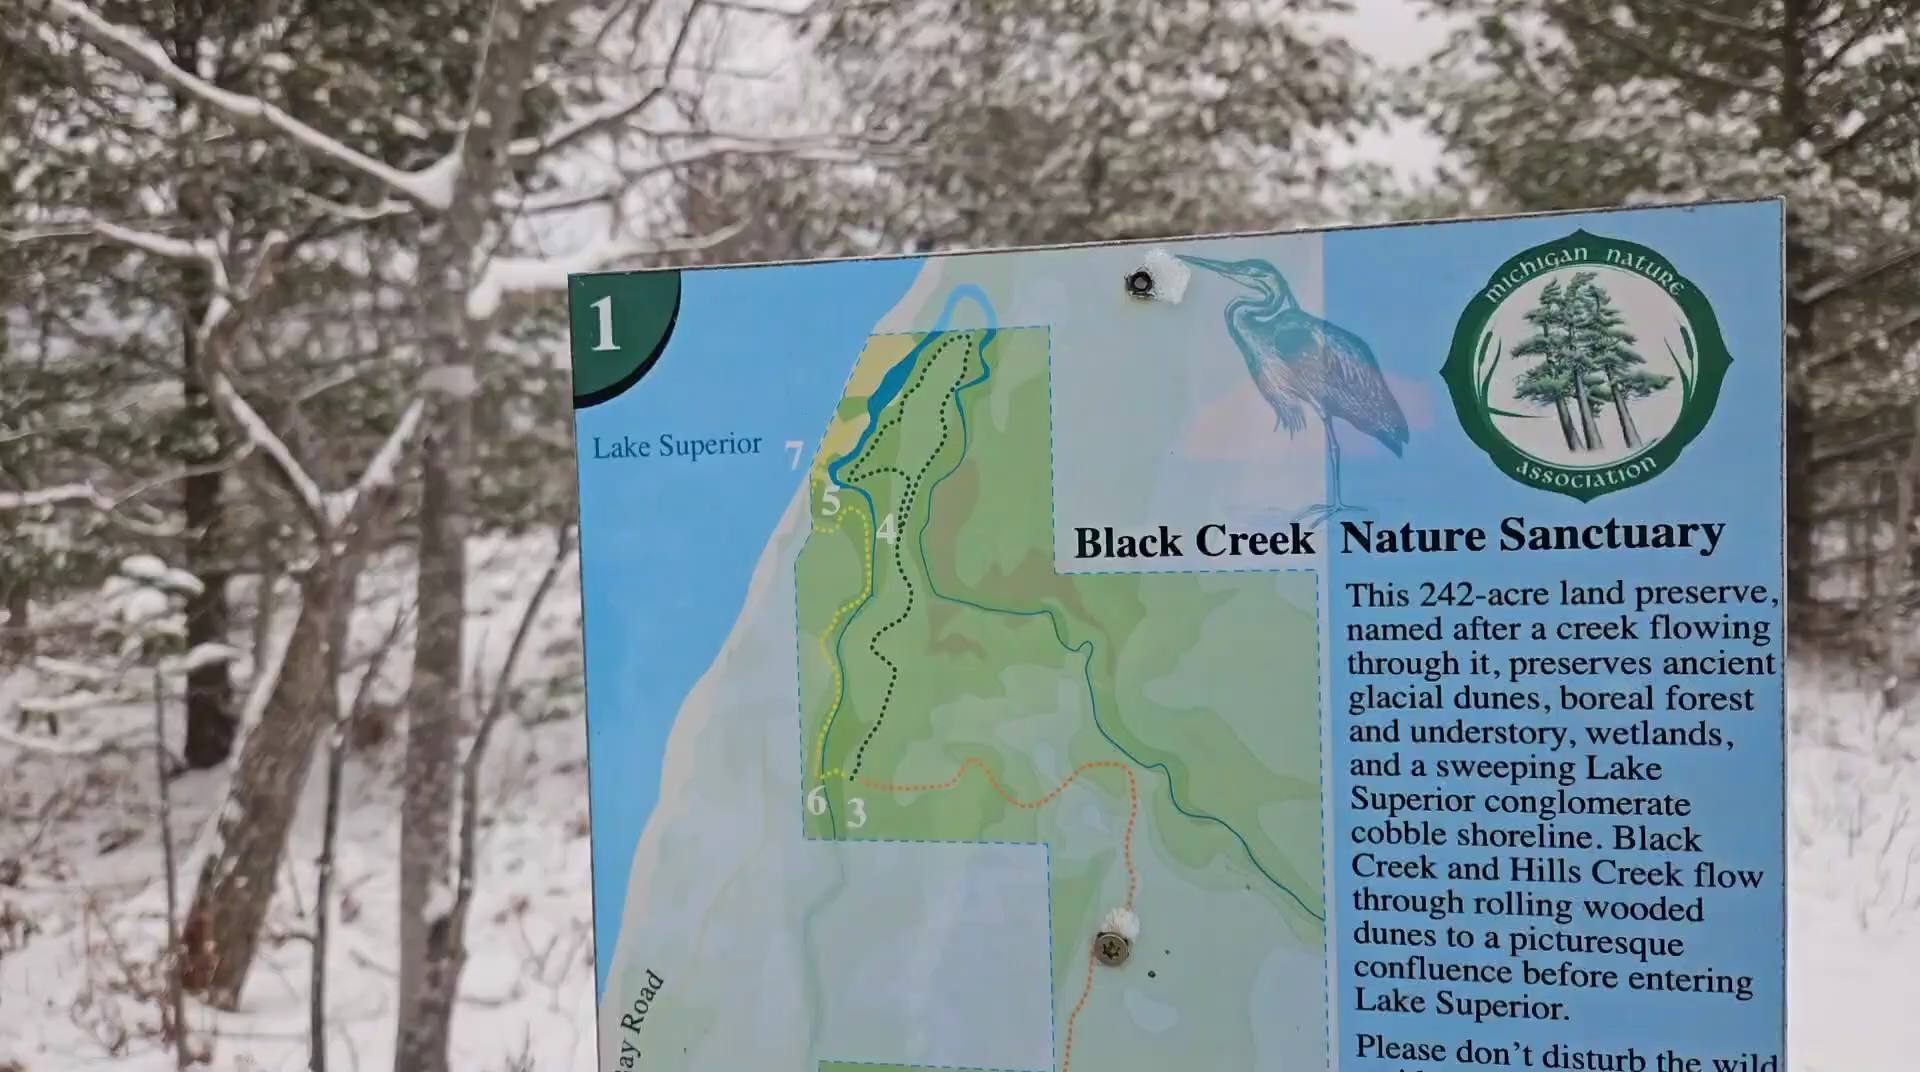 1
MICHIGAN NATURE
ASSOCIATION
Lake Superior
7
5
4
6
3
Road
Black Creek Nature Sanctuary
This 242-acre land preserve,
named after a creek flowing
through it, preserves ancient
glacial dunes, boreal forest
and understory, wetlands,
and a sweeping Lake
Superior conglomerate
cobble shoreline. Black
Creek and Hills Creek flow
through rolling wooded
dunes to a picturesque
confluence before entering
Lake Superior.
Please don't disturb the wild